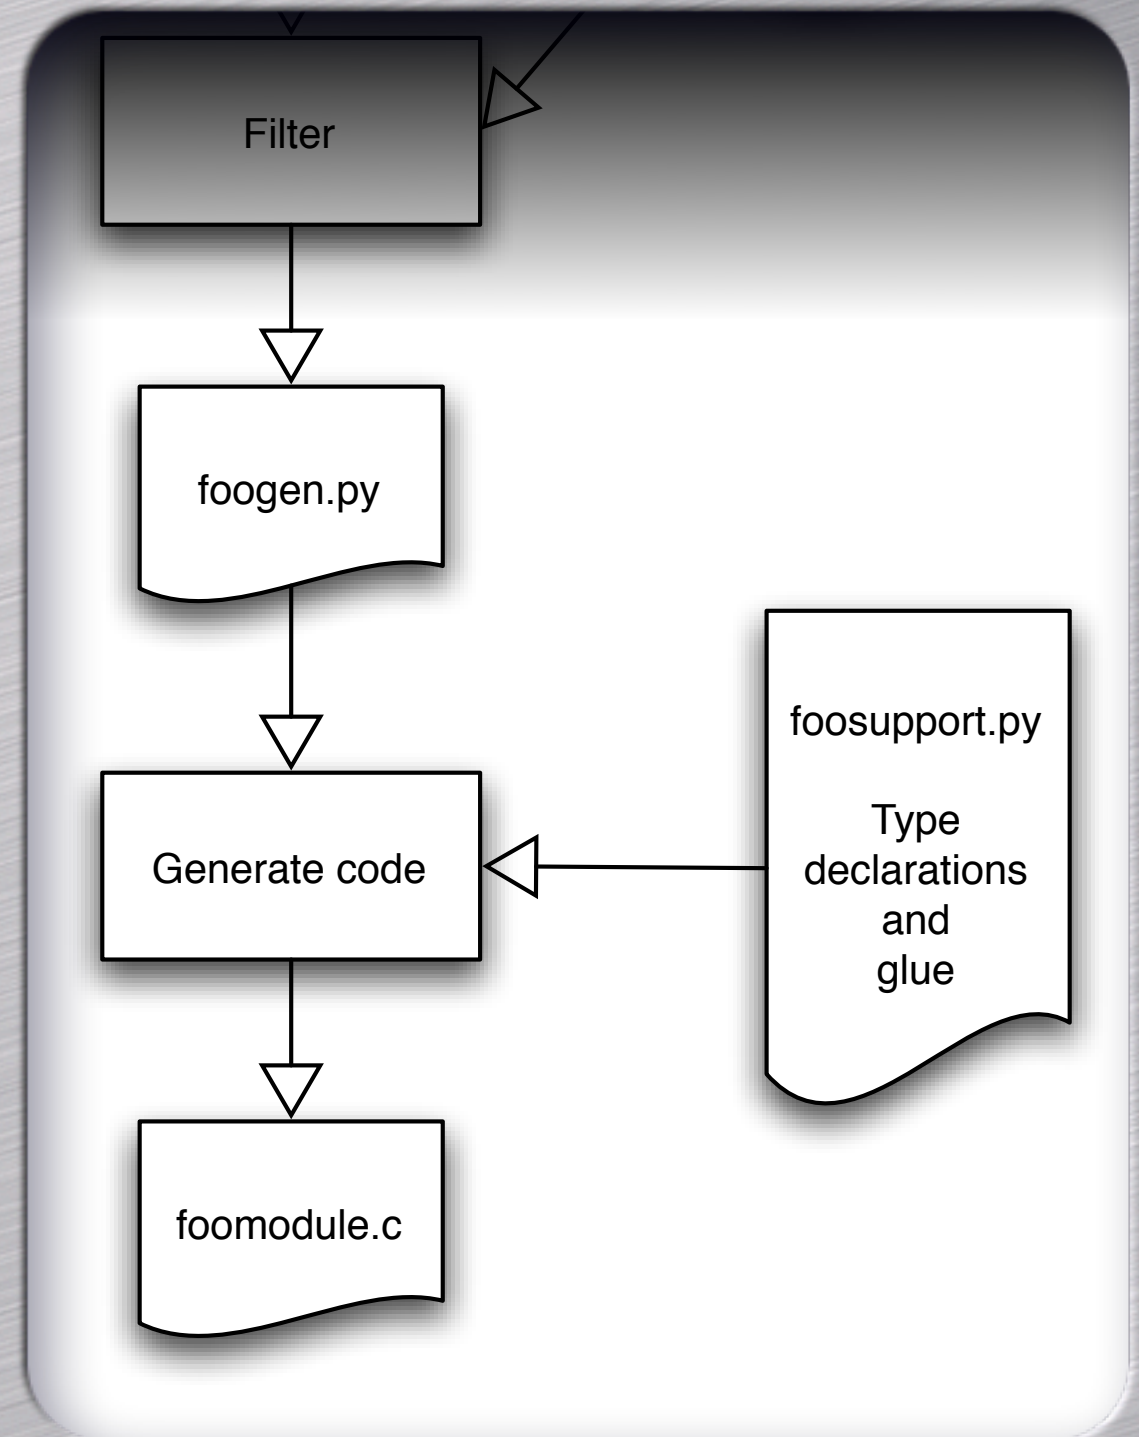 Filter
foogen.py
Generate code
foosupport.py
Type
declarations
and
glue
foomodule.c